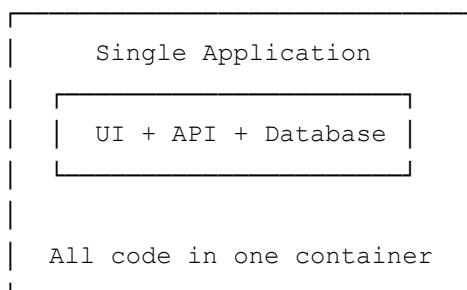 Single Application
UI + API + Database
All code in one container